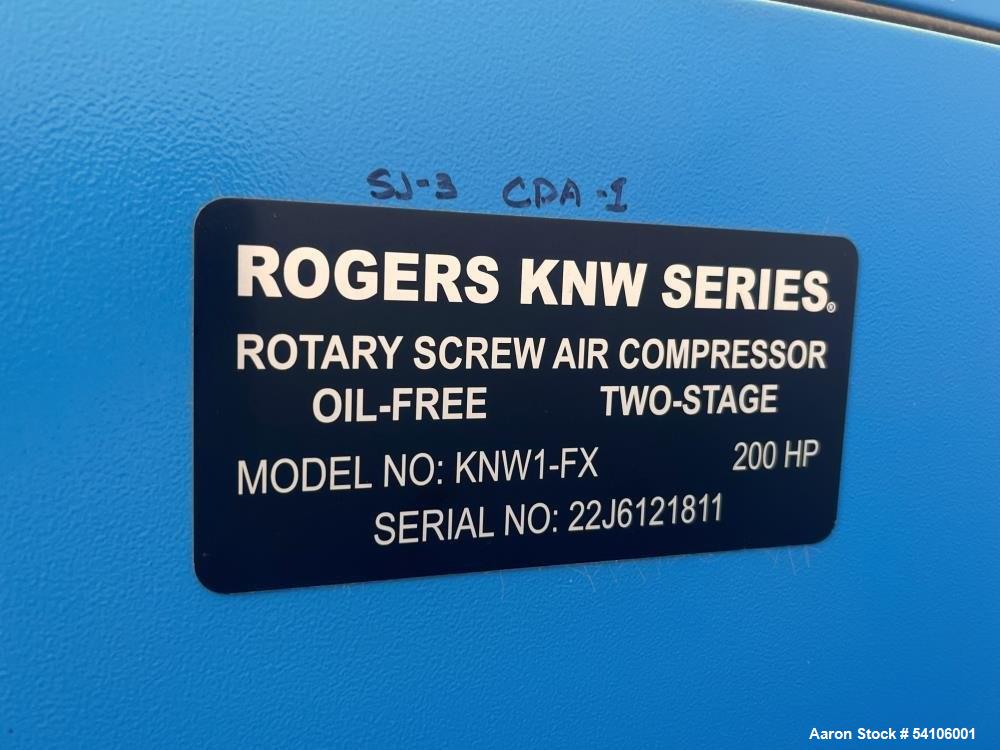 SJ-3 CDA-1
ROGERS KNW SERIES®
ROTARY SCREW AIR COMPRESSOR
OIL-FREE TWO-STAGE
MODEL NO: KNW1-FX 200 HP
SERIAL NO: 22J6121811
Aaron Stock # 54106001